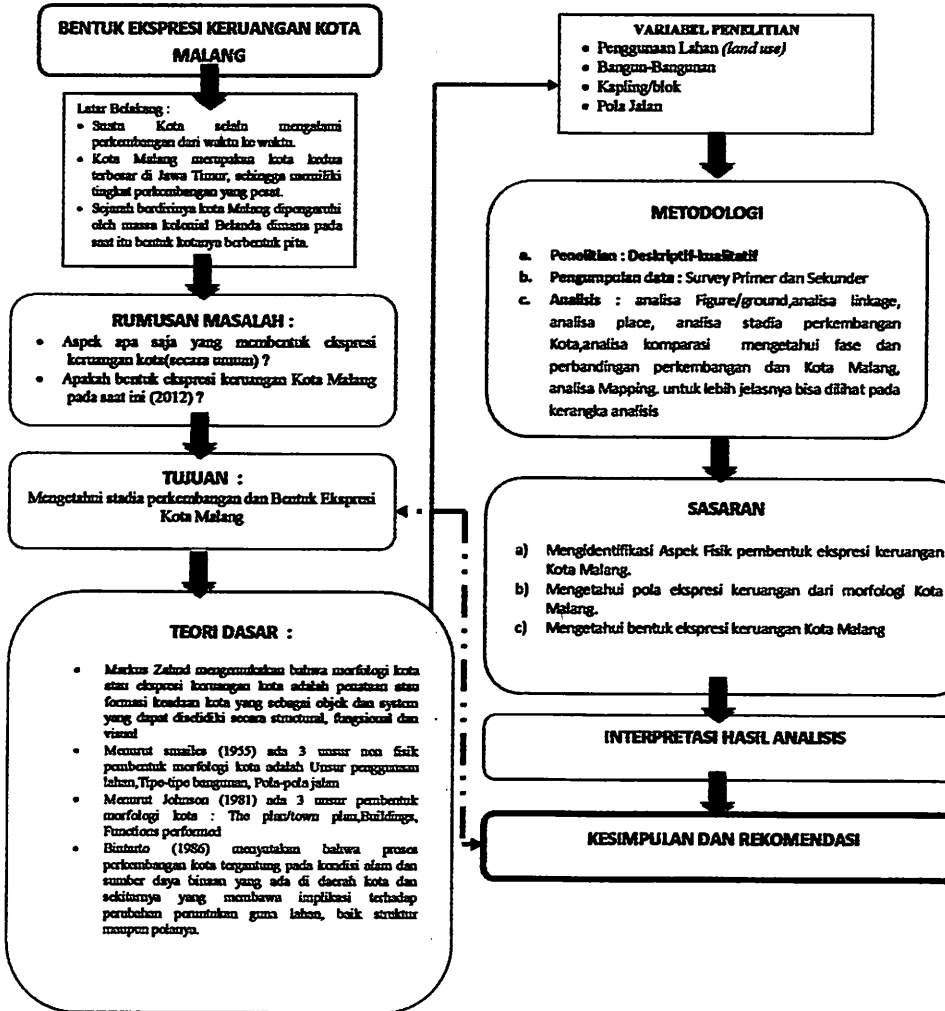 BENTUK EKSPRESI KERUANGAN KOTA
MALANG
Latar Belakang :
• Suatu Kota selalu mengalami
perkembangan dari waktu ke waktu.
• Kota Malang merupakan kota kedua
terbesar di Jawa Timur, sehingga memiliki
tingkat perkembangan yang pesat.
• Sejarah berdirinya kota Malang dipengaruhi
oleh massa kolonial Belanda dimana pada
saat itu bentuk kotanya berbentuk pita.
RUMUSAN MASALAH :
• Aspek apa saja yang membentuk ekspresi
keruangan kota(secara umum) ?
• Apakah bentuk ekspresi keruangan Kota Malang
pada saat ini (2012) ?
TUJUAN :
Mengetahui stadia perkembangan dan Bentuk Ekspresi
Kota Malang
TEORI DASAR :
• Markus Zahnd mengemukakan bahwa morfologi kota
atau ekspresi keruangan kota adalah penataan atau
formasi keadaan kota yang sebagai objek dan system
yang dapat diselidiki secara structural, fungsional dan
visual
• Menurut smailes (1955) ada 3 unsur non fisik
pembentuk morfologi kota adalah Unsur penggunaan
lahan,Tipe-tipe bangunan, Pola-pola jalan
• Menurut Johnson (1981) ada 3 unsur pembentuk
morfologi kota : The plan/town plan,Buildings,
Functions performed
• Bintarto (1986) menyatakan bahwa proses
perkembangan kota tergantung pada kondisi alam dan
sumber daya binaan yang ada di daerah kota dan
sekitarnya yang membawa implikasi terhadap
perubahan peruntukan guna lahan, baik struktur
maupun polanya.
VARIABEL PENELITIAN
• Penggunaan Lahan (land use)
• Bangun-Bangunan
• Kapling/blok
• Pola Jalan
METODOLOGI
a. Penelitian : Deskriptif-kualitatif
b. Pengumpulan data : Survey Primer dan Sekunder
c. Analisis : analisa Figure/ground,analisa linkage,
analisa place, analisa stadia perkembangan
Kota,analisa komparasi mengetahui fase dan
perbandingan perkembangan dan Kota Malang,
analisa Mapping, untuk lebih jelasnya bisa dilihat pada
kerangka analisis
SASARAN
a) Mengidentifikasi Aspek Fisik pembentuk ekspresi keruangan
Kota Malang.
b) Mengetahui pola ekspresi keruangan dari morfologi Kota
Malang.
c) Mengetahui bentuk ekspresi keruangan Kota Malang
INTERPRETASI HASIL ANALISIS
KESIMPULAN DAN REKOMENDASI